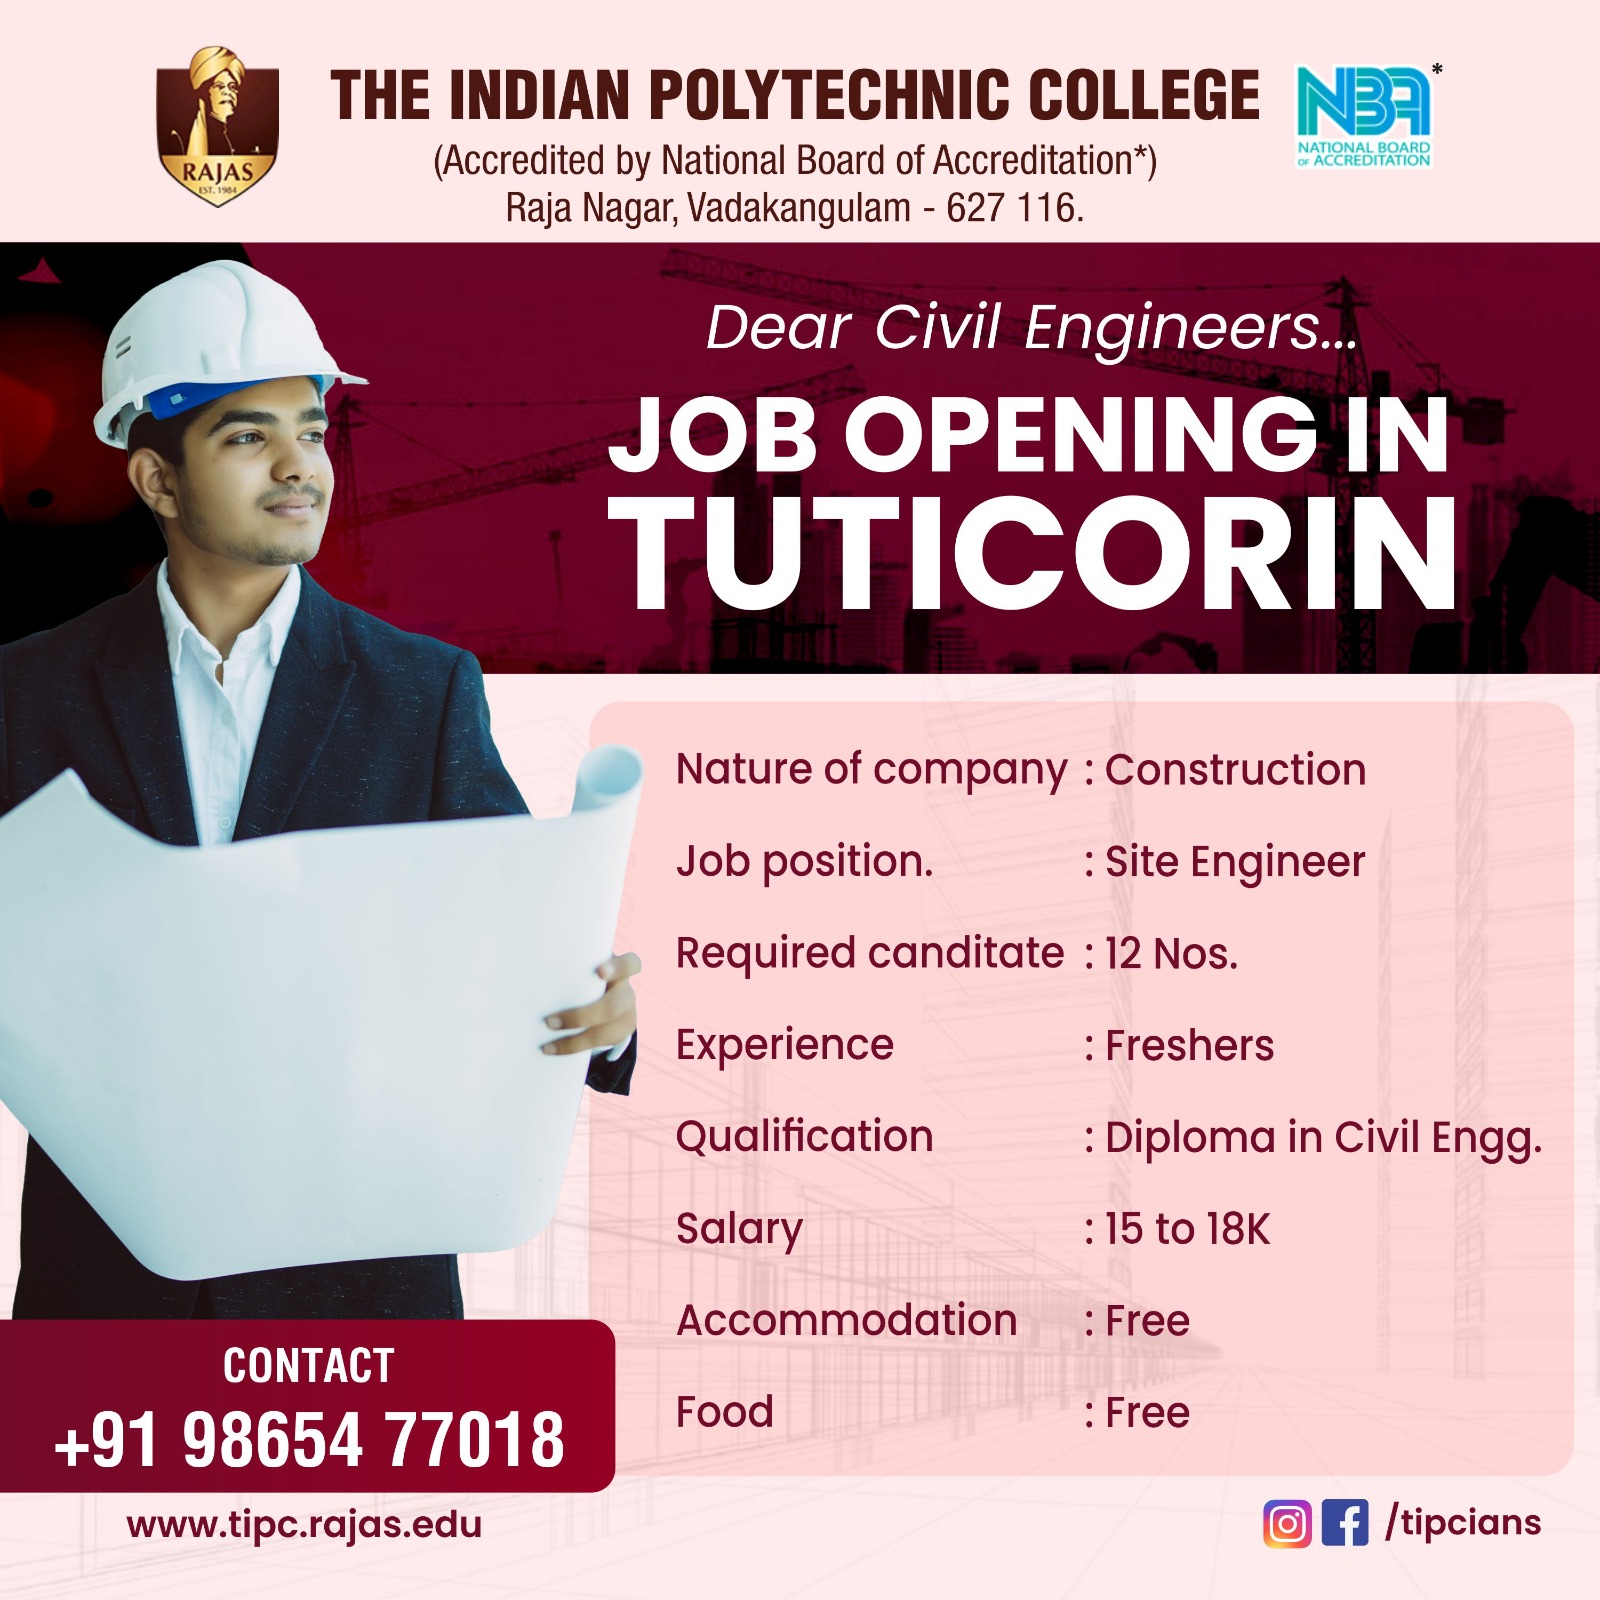 RAJAS
EST. 1984
THE INDIAN POLYTECHNIC COLLEGE
(Accredited by National Board of Accreditation*)
Raja Nagar, Vadakangulam - 627 116.
NBA*
NATIONAL BOARD
OF ACCREDITATION
Dear Civil Engineers...
JOB OPENING IN
TUTICORIN
Nature of company : Construction
Job position. : Site Engineer
Required canditate : 12 Nos.
Experience : Freshers
Qualification : Diploma in Civil Engg.
Salary : 15 to 18K
Accommodation : Free
Food : Free
CONTACT
+91 98654 77018
www.tipc.rajas.edu
/tipcians